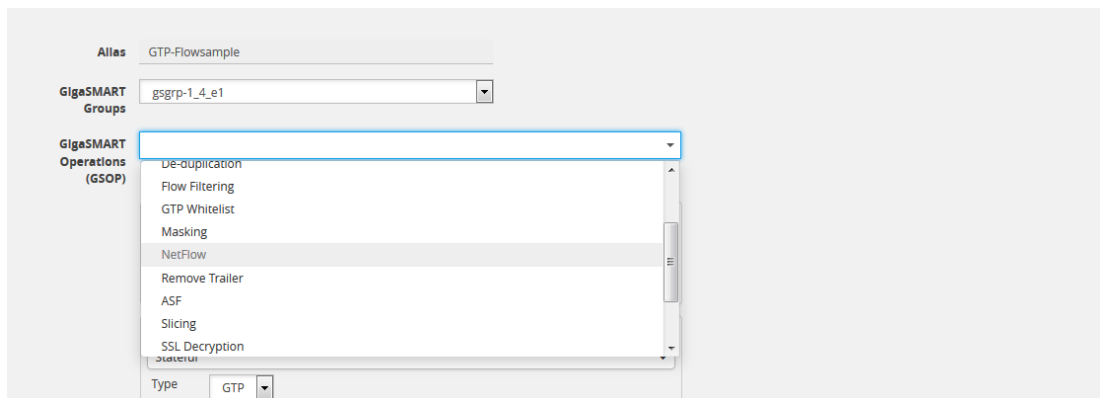 Alias GTP-Flowsample
GigaSMART Groups gsgrp-1_4_e1
GigaSMART Operations (GSOP)
De-duplication
Flow Filtering
GTP Whitelist
Masking
NetFlow
Remove Trailer
ASF
Slicing
SSL Decryption
Stateful
Type GTP